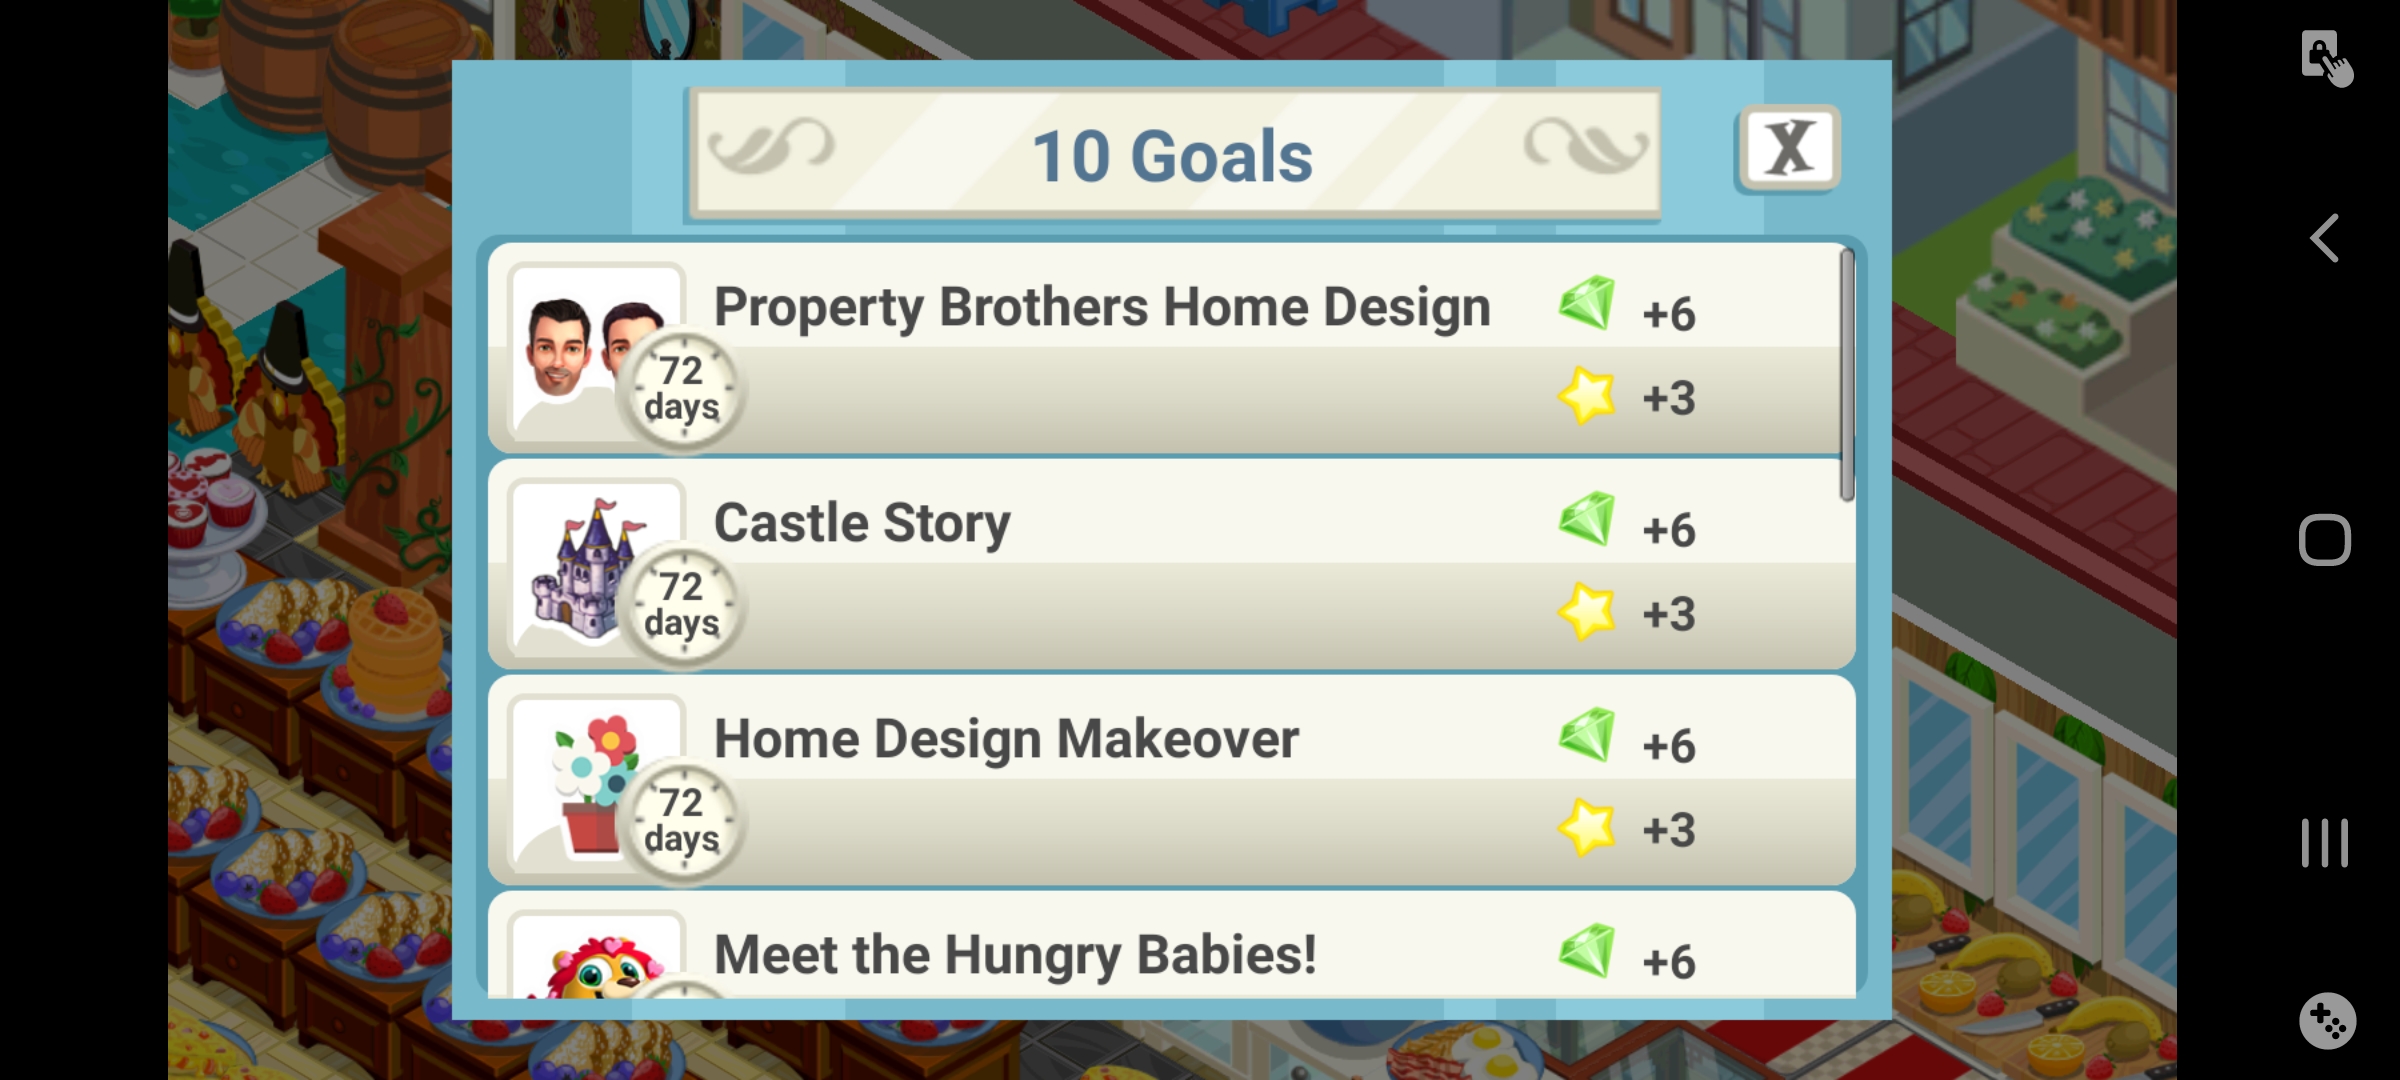 10 Goals
X
Property Brothers Home Design
+6
72
days
+3
Castle Story
+6
72
days
+3
Home Design Makeover
+6
72
days
+3
Meet the Hungry Babies!
+6